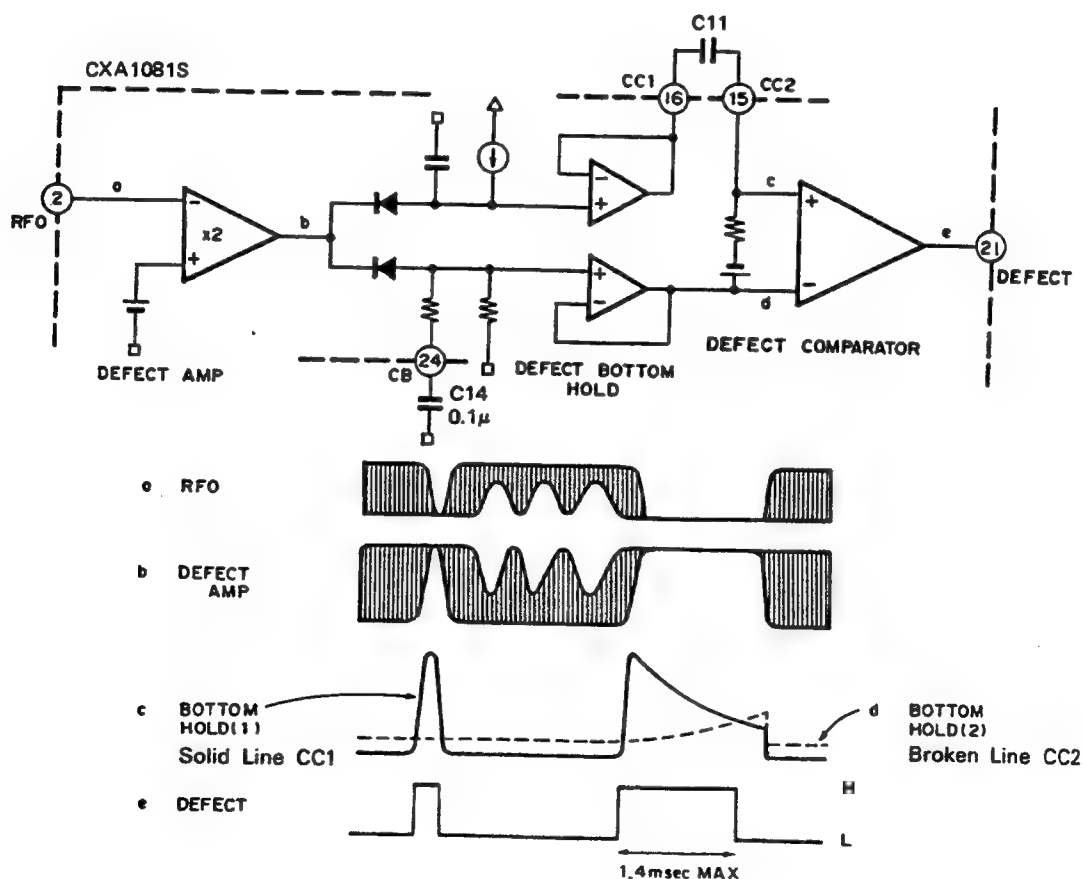 C11
CXA1081S
CC1
16
15
CC2
2
RFO
a
-
+
x2
b
DEFECT AMP
-
+
+
-
c
d
+
-
e
21
DEFECT
DEFECT COMPARATOR
24
CB
C14
0.1μ
DEFECT BOTTOM
HOLD
a RFO
b DEFECT
AMP
c BOTTOM
HOLD(1)
Solid Line CC1
d BOTTOM
HOLD(2)
Broken Line CC2
e DEFECT
H
L
1.4msec MAX